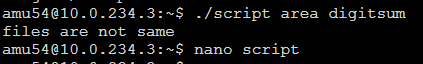 amu54@10.0.234.3:~$ ./script area digitsum
files are not same
amu54@10.0.234.3:~$ nano script